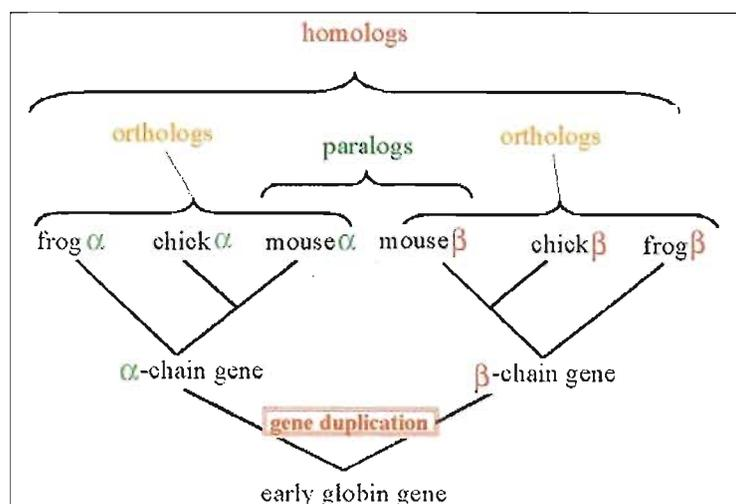 homologs
orthologs
paralogs
orthologs
frog α
chick α
mouse α
mouse β
chick β
frog β
α-chain gene
β-chain gene
gene duplication
early globin gene